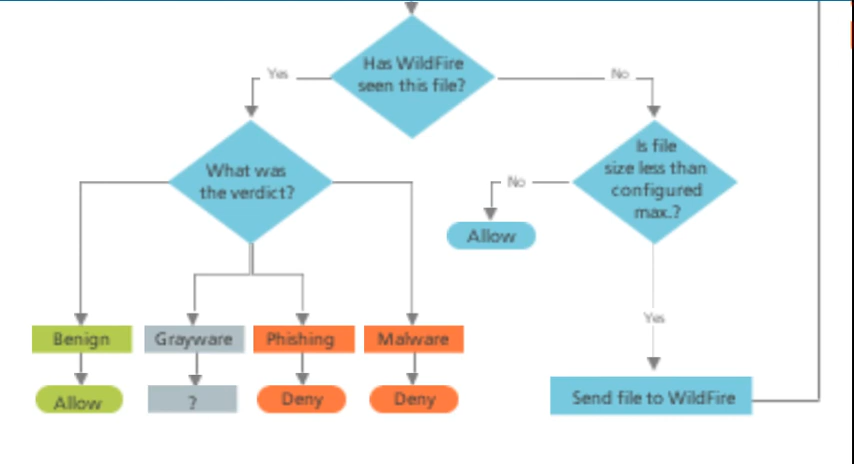 Has WildFire
seen this file?
Yes
No
What was
the verdict?
Is file
size less than
configured
max.?
No
Allow
Yes
Benign
Grayware
Phishing
Malware
Allow
?
Deny
Deny
Send file to WildFire